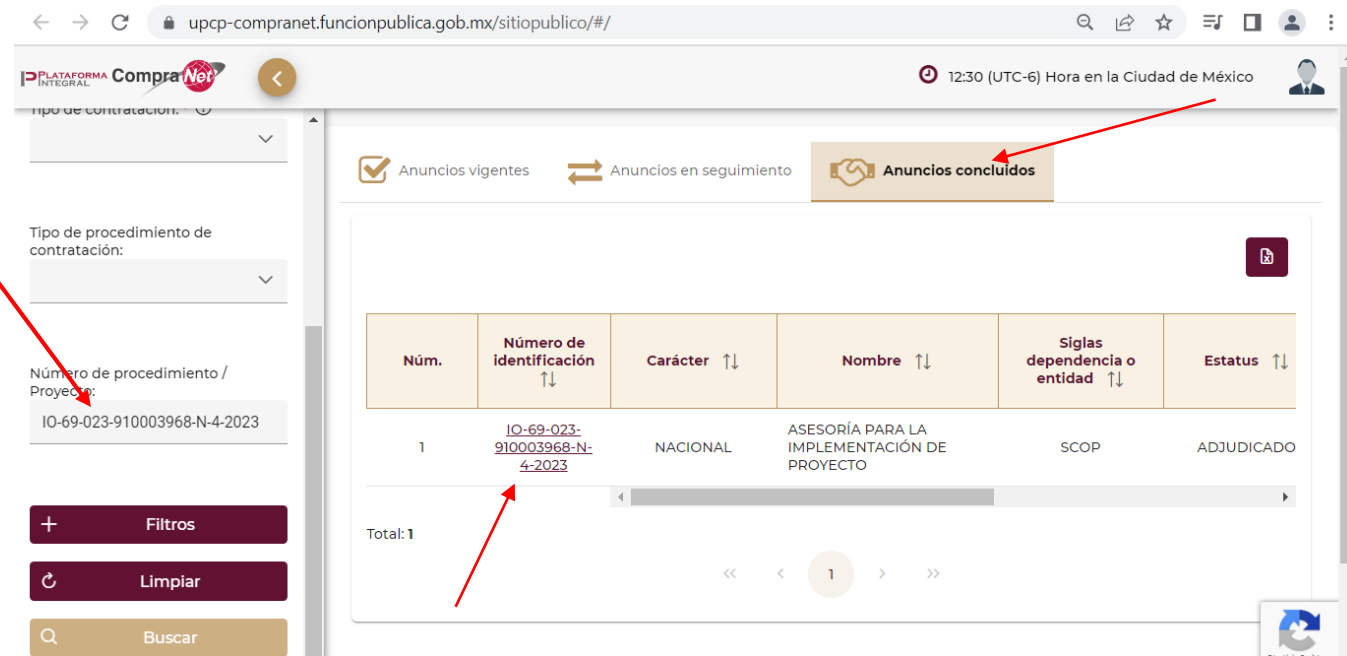 upcp-compranet.funcionpublica.gob.mx/sitiopublico/#/
PLATAFORMA
INTEGRAL
CompraNet
12:30 (UTC-6) Hora en la Ciudad de México
Tipo de contratación: *
Anuncios vigentes
Anuncios en seguimiento
Anuncios concluidos
Tipo de procedimiento de
contratación:
Número de procedimiento /
Proyecto:
IO-69-023-910003968-N-4-2023
Filtros
Limpiar
Buscar
Núm.
Número de
identificación
Carácter
Nombre
Siglas
dependencia o
entidad
Estatus
1
IO-69-023-
910003968-N-
4-2023
NACIONAL
ASESORÍA PARA LA
IMPLEMENTACIÓN DE
PROYECTO
SCOP
ADJUDICADO
Total: 1
<< < 1 > >>